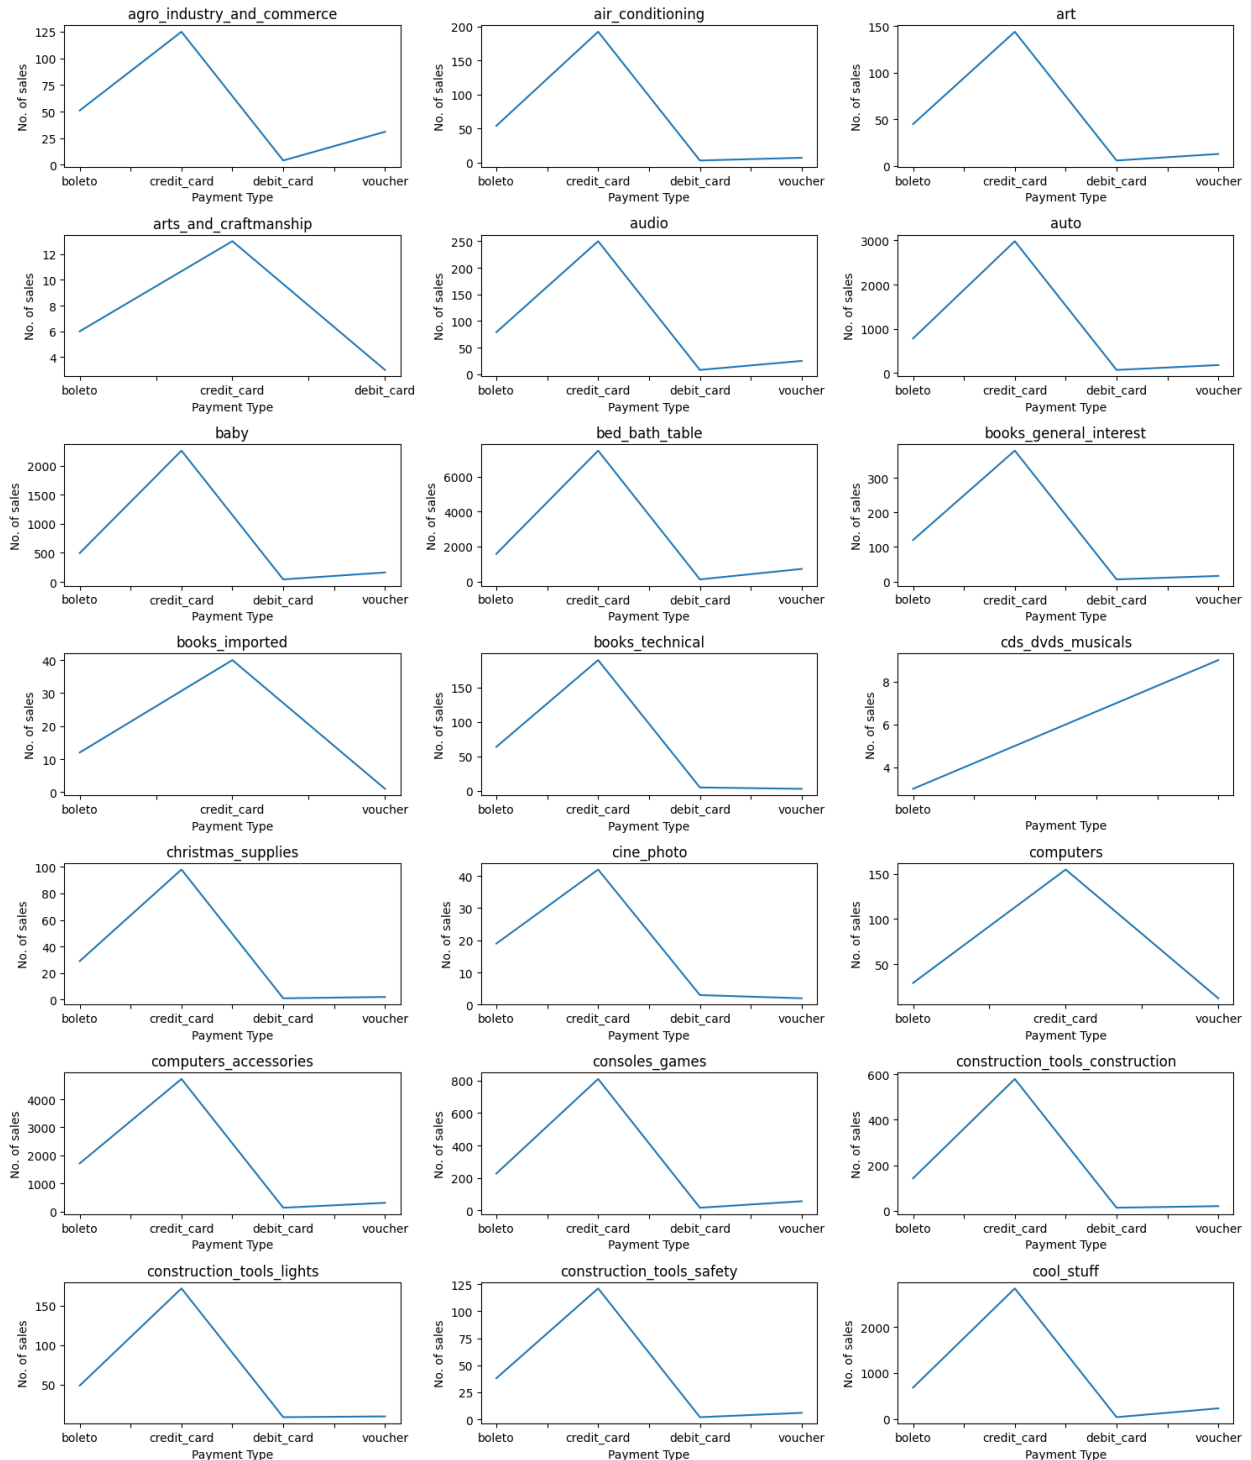 agro_industry_and_commerce
No. of sales
125
100
75
50
25
0
boleto credit_card debit_card voucher
Payment Type
air_conditioning
No. of sales
200
150
100
50
0
boleto credit_card debit_card voucher
Payment Type
art
No. of sales
150
100
50
0
boleto credit_card debit_card voucher
Payment Type
arts_and_craftmanship
No. of sales
12
10
8
6
4
boleto credit_card debit_card
Payment Type
audio
No. of sales
250
200
150
100
50
0
boleto credit_card debit_card voucher
Payment Type
auto
No. of sales
3000
2000
1000
0
boleto credit_card debit_card voucher
Payment Type
baby
No. of sales
2000
1500
1000
500
0
boleto credit_card debit_card voucher
Payment Type
bed_bath_table
No. of sales
6000
4000
2000
0
boleto credit_card debit_card voucher
Payment Type
books_general_interest
No. of sales
300
200
100
0
boleto credit_card debit_card voucher
Payment Type
books_imported
No. of sales
40
30
20
10
0
boleto credit_card voucher
Payment Type
books_technical
No. of sales
150
100
50
0
boleto credit_card debit_card voucher
Payment Type
cds_dvds_musicals
No. of sales
8
6
4
boleto
Payment Type
christmas_supplies
No. of sales
100
80
60
40
20
0
boleto credit_card debit_card voucher
Payment Type
cine_photo
No. of sales
40
30
20
10
0
boleto credit_card debit_card voucher
Payment Type
computers
No. of sales
150
100
50
boleto credit_card voucher
Payment Type
computers_accessories
No. of sales
4000
3000
2000
1000
0
boleto credit_card debit_card voucher
Payment Type
consoles_games
No. of sales
800
600
400
200
0
boleto credit_card debit_card voucher
Payment Type
construction_tools_construction
No. of sales
600
400
200
0
boleto credit_card debit_card voucher
Payment Type
construction_tools_lights
No. of sales
150
100
50
boleto credit_card debit_card voucher
Payment Type
construction_tools_safety
No. of sales
125
100
75
50
25
0
boleto credit_card debit_card voucher
Payment Type
cool_stuff
No. of sales
2000
1000
0
boleto credit_card debit_card voucher
Payment Type